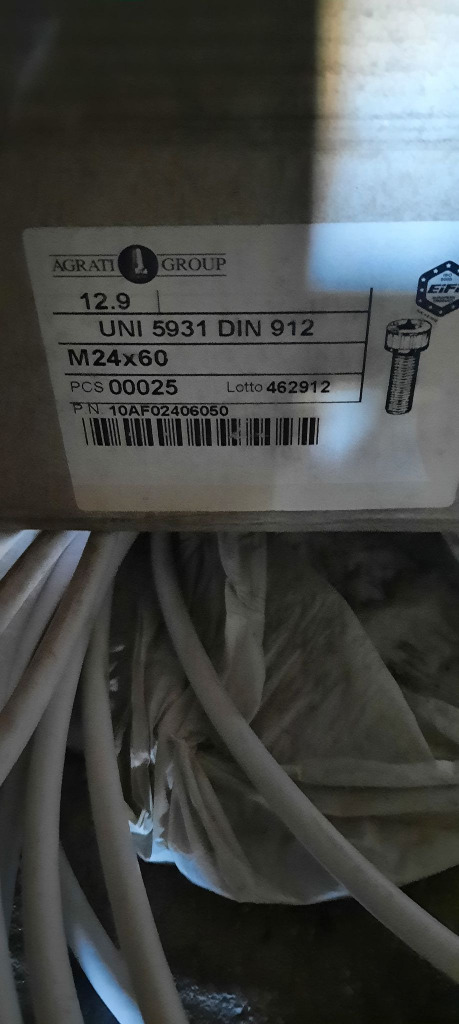 AGRATI GROUP
12.9
UNI 5931 DIN 912
M24x60
PCS 00025 Lotto 462912
P N. 10AF02406050